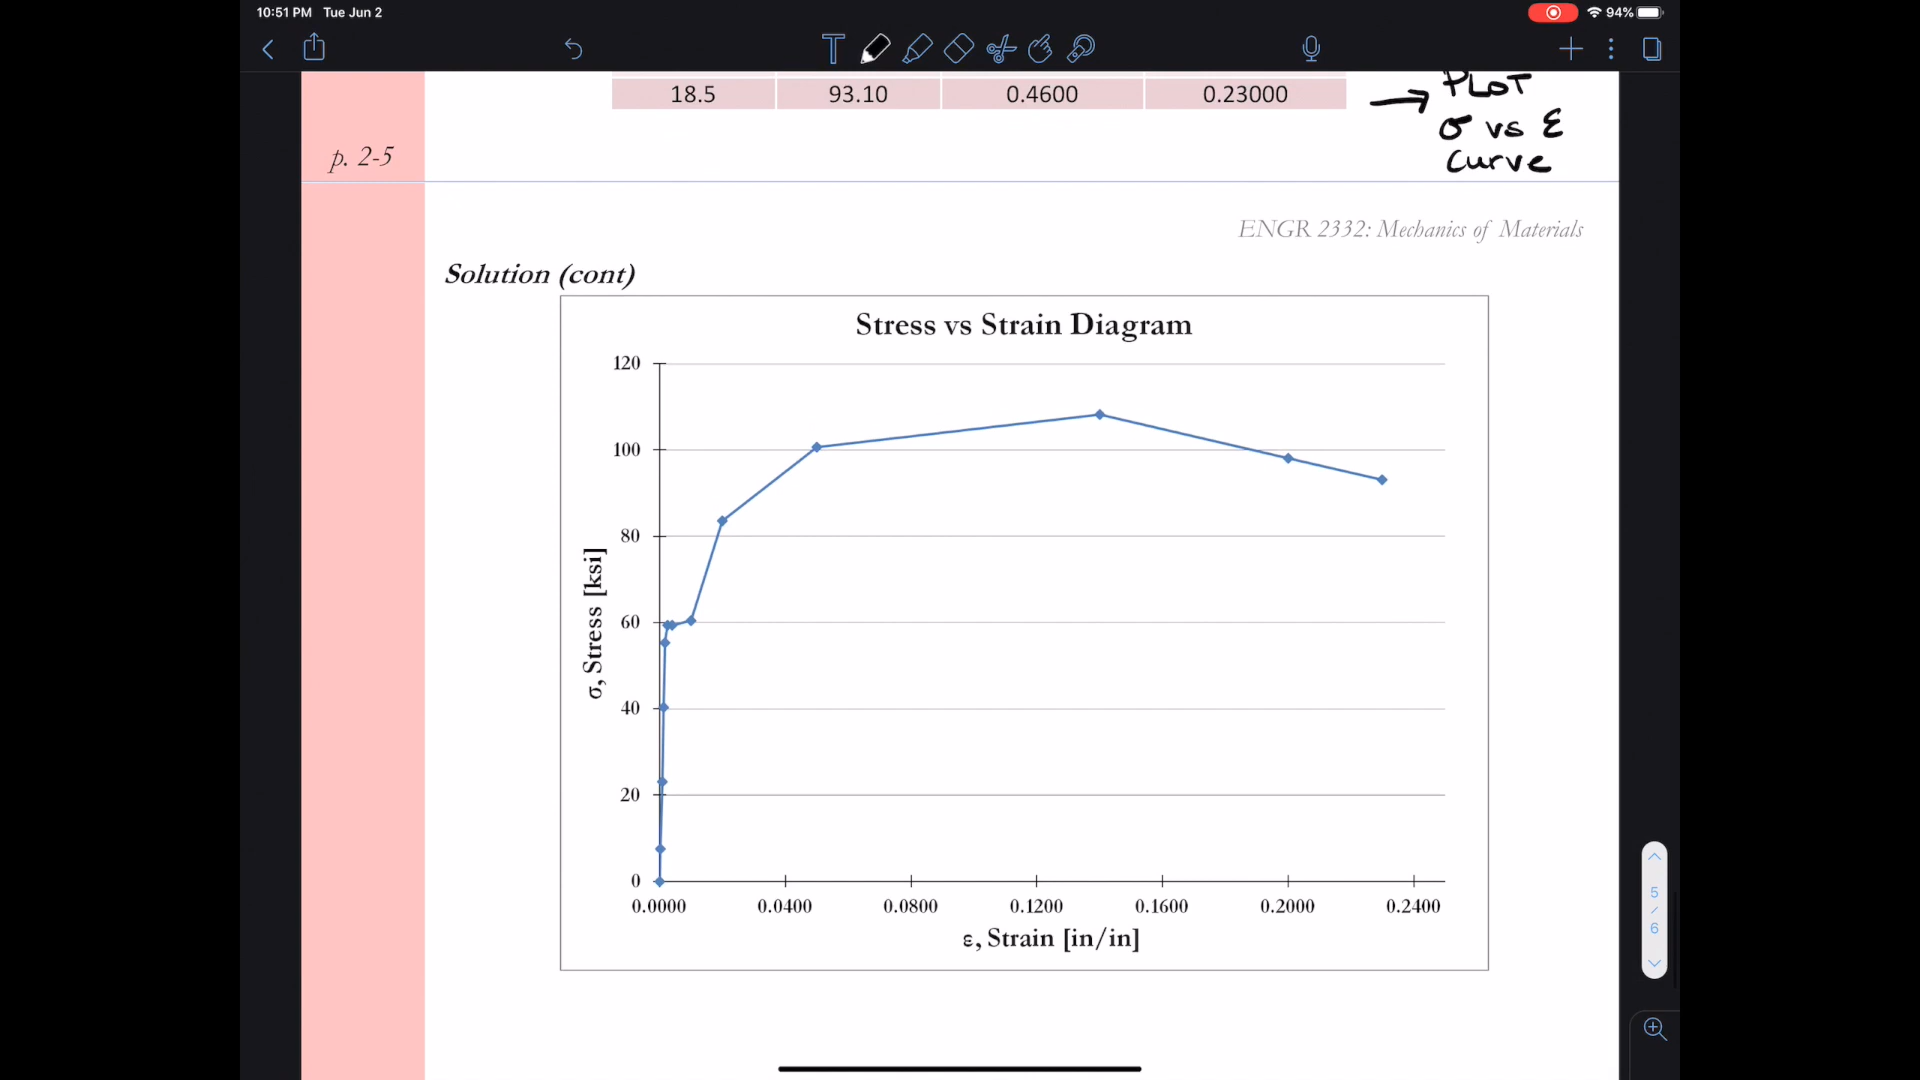 10:51 PM Tue Jun 2
94%
18.5 93.10 0.4600 0.23000
PLOT
σ vs ε
Curve
p. 2-5
ENGR 2332: Mechanics of Materials
Solution (cont)
Stress vs Strain Diagram
120
100
80
60
40
20
0
σ, Stress [ksi]
0.0000 0.0400 0.0800 0.1200 0.1600 0.2000 0.2400
ε, Strain [in/in]
5
/
6